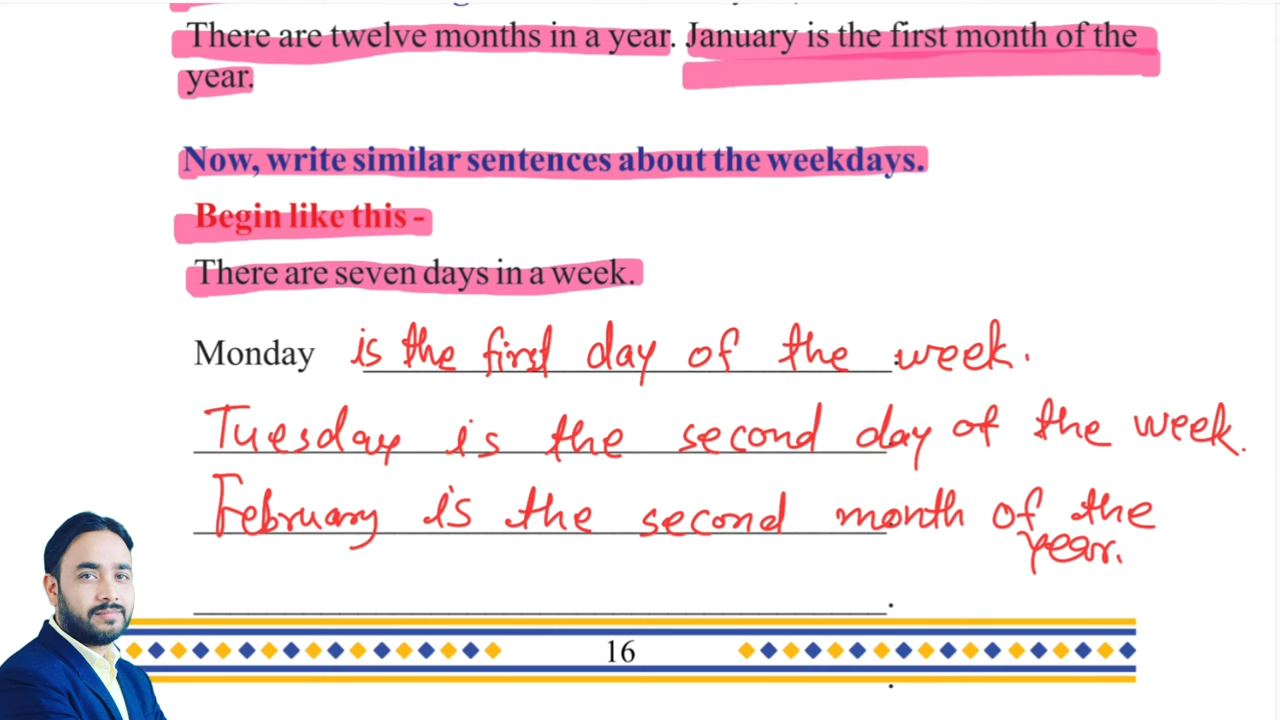 There are twelve months in a year. January is the first month of the
year.
Now, write similar sentences about the weekdays.
Begin like this -
There are seven days in a week.
Monday is the first day of the week.
Tuesday is the second day of the week.
February is the second month of the
year.
16